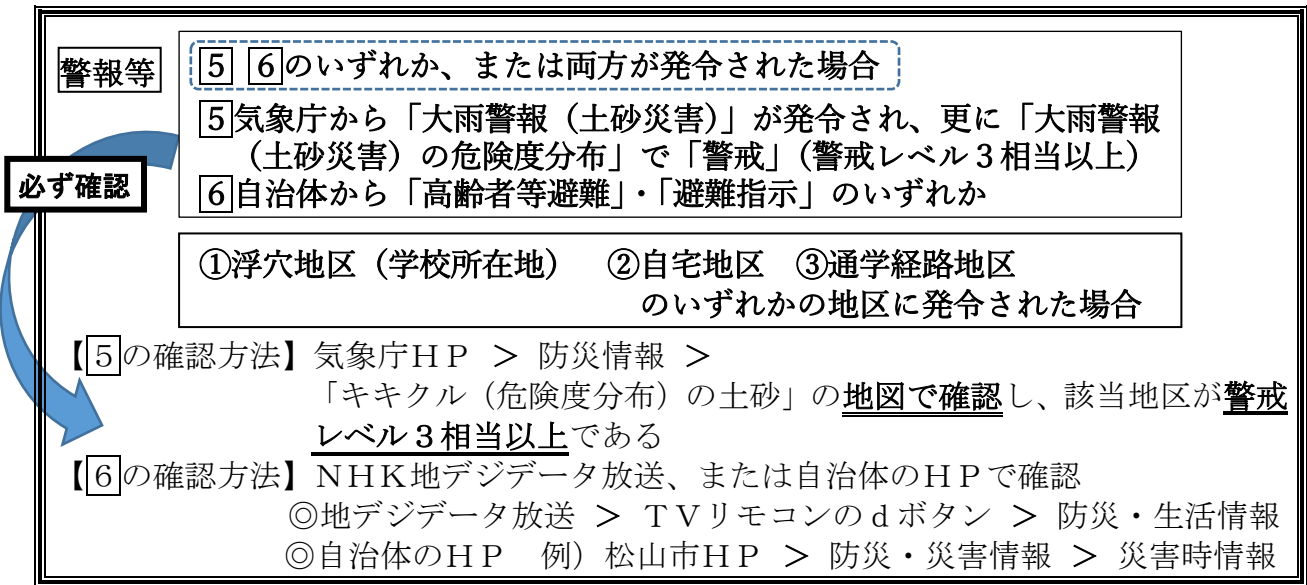 警報等
5 6のいずれか、または両方が発令された場合
5気象庁から「大雨警報（土砂災害）」が発令され、更に「大雨警報
（土砂災害）の危険度分布」で「警戒」（警戒レベル３相当以上）
6自治体から「高齢者等避難」・「避難指示」のいずれか
必ず確認
①浮穴地区（学校所在地）　②自宅地区　③通学経路地区
のいずれかの地区に発令された場合
【5の確認方法】気象庁ＨＰ ＞ 防災情報 ＞
「キキクル（危険度分布）の土砂」の地図で確認し、該当地区が警戒
レベル３相当以上である
【6の確認方法】ＮＨＫ地デジデータ放送、または自治体のＨＰで確認
◎地デジデータ放送 ＞ ＴＶリモコンのｄボタン ＞ 防災・生活情報
◎自治体のＨＰ　例）松山市ＨＰ ＞ 防災・災害情報 ＞ 災害時情報